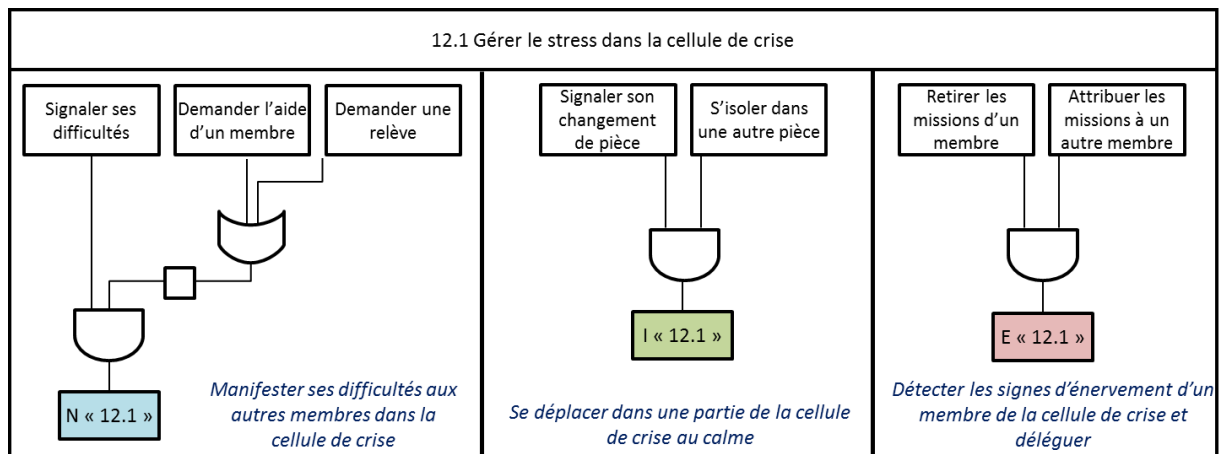 12.1 Gérer le stress dans la cellule de crise
Signaler ses
difficultés
Demander l’aide
d’un membre
Demander une
relève
N « 12.1 »
Manifester ses difficultés aux
autres membres dans la
cellule de crise
Signaler son
changement
de pièce
S’isoler dans
une autre pièce
I « 12.1 »
Se déplacer dans une partie de la cellule
de crise au calme
Retirer les
missions d’un
membre
Attribuer les
missions à un
autre membre
E « 12.1 »
Détecter les signes d’énervement d’un
membre de la cellule de crise et
déléguer